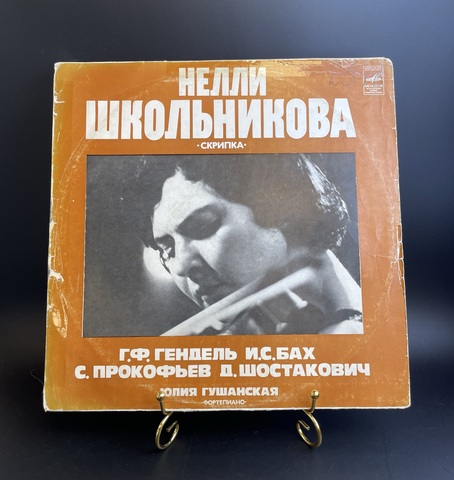 НЕЛЛИ
ШКОЛЬНИКОВА
·СКРИПКА·
Г.Ф. ГЕНДЕЛЬ И.С.БАХ
С. ПРОКОФЬЕВ Д.ШОСТАКОВИЧ
ЮЛИЯ ГУШАНСКАЯ
·ФОРТЕПИАНО·